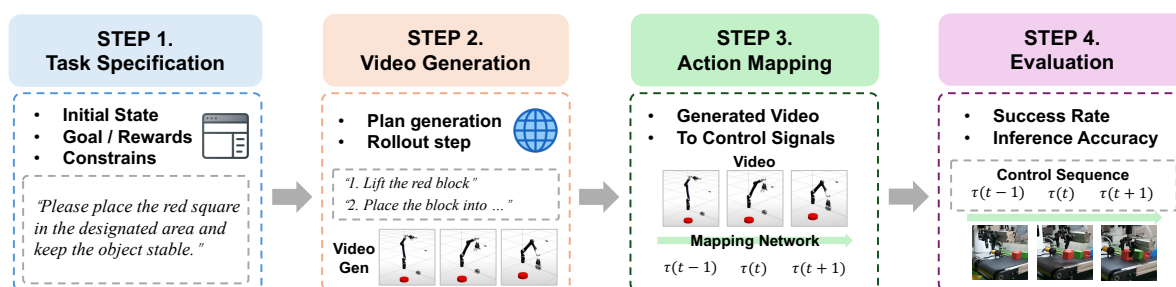 STEP 1.
Task Specification
• Initial State
• Goal / Rewards
• Constrains
“Please place the red square
in the designated area and
keep the object stable.”
STEP 2.
Video Generation
• Plan generation
• Rollout step
“1. Lift the red block”
“2. Place the block into ...”
Video
Gen
STEP 3.
Action Mapping
• Generated Video
• To Control Signals
Video
Mapping Network
τ(t − 1) τ(t) τ(t + 1)
STEP 4.
Evaluation
• Success Rate
• Inference Accuracy
Control Sequence
τ(t − 1) τ(t) τ(t + 1)